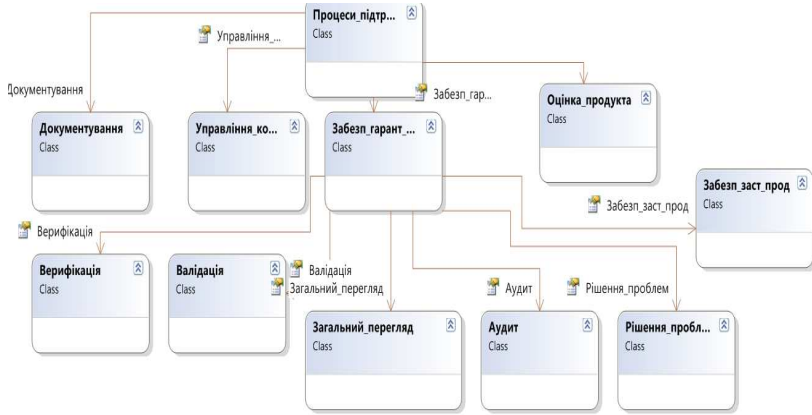 Процеси_підтр...
Class
Управління_...
Документування
Забезп_гар...
Документування
Class
Управління_ко...
Class
Забезп_гарант_...
Class
Оцінка_продукта
Class
Забезп_заст_прод
Class
Забезп_заст_прод
Верифікація
Верифікація
Class
Валідація
Class
Валідація
Загальний_перегляд
Аудит
Рішення_проблем
Загальний_перегляд
Class
Аудит
Class
Рішення_пробл...
Class